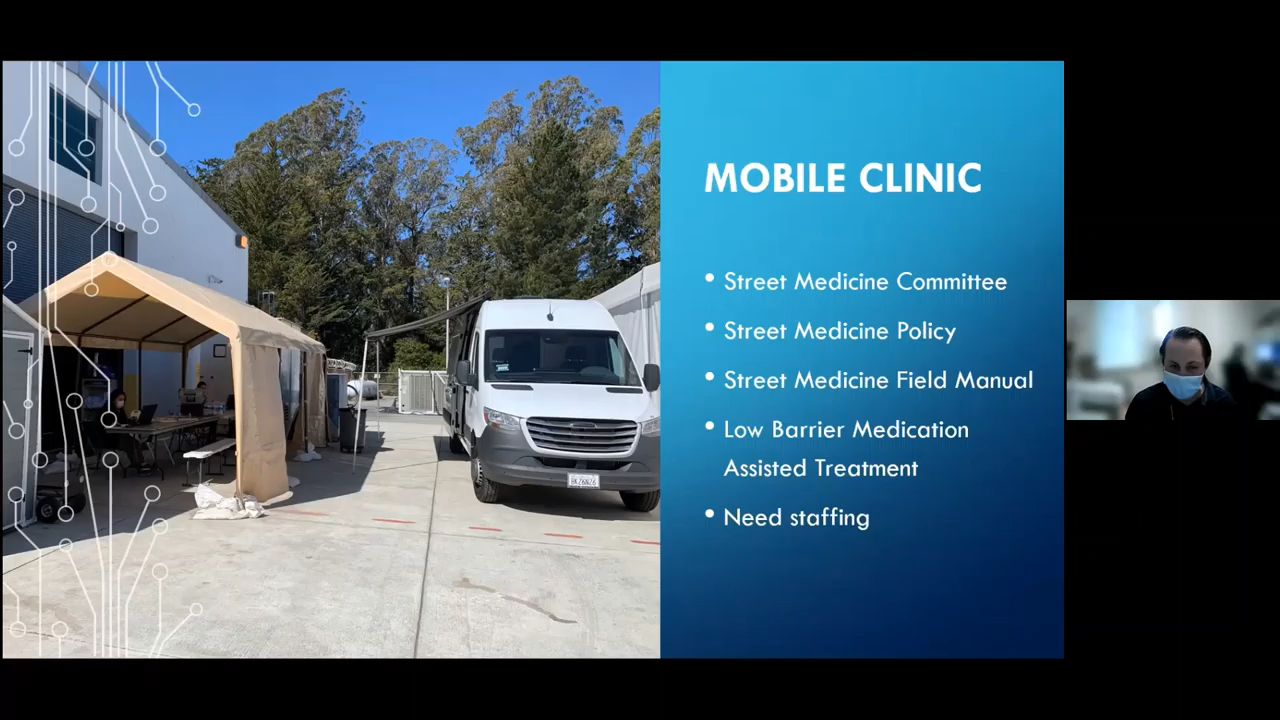 MOBILE CLINIC
• Street Medicine Committee
• Street Medicine Policy
• Street Medicine Field Manual
• Low Barrier Medication
Assisted Treatment
• Need staffing